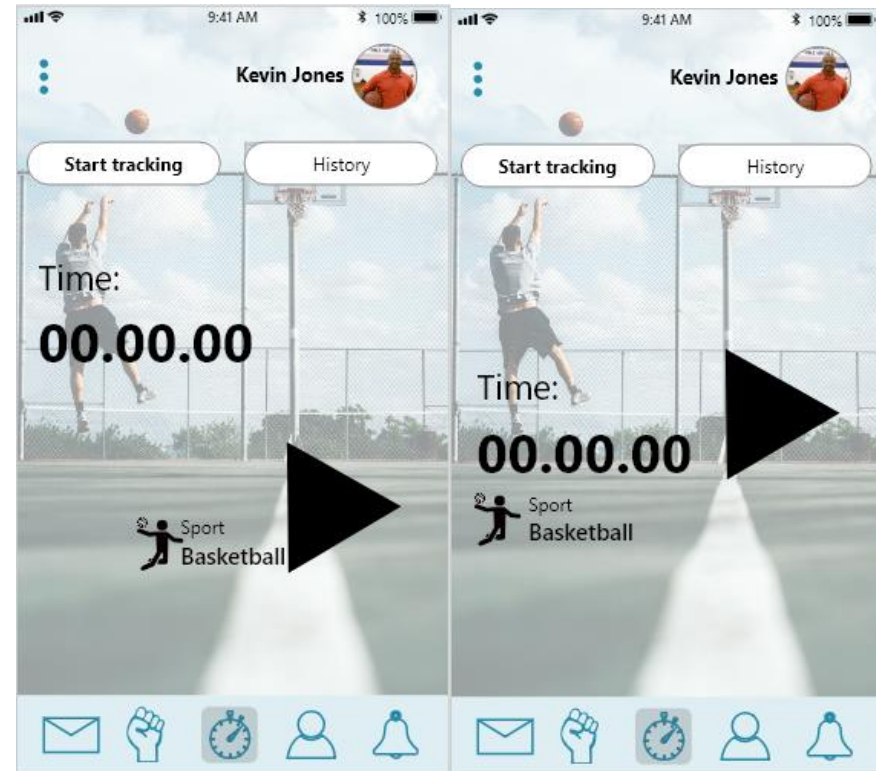 9:41 AM 100%
Kevin Jones
Start tracking History
Time:
00.00.00
Sport
Basketball
9:41 AM 100%
Kevin Jones
Start tracking History
Time:
00.00.00
Sport
Basketball